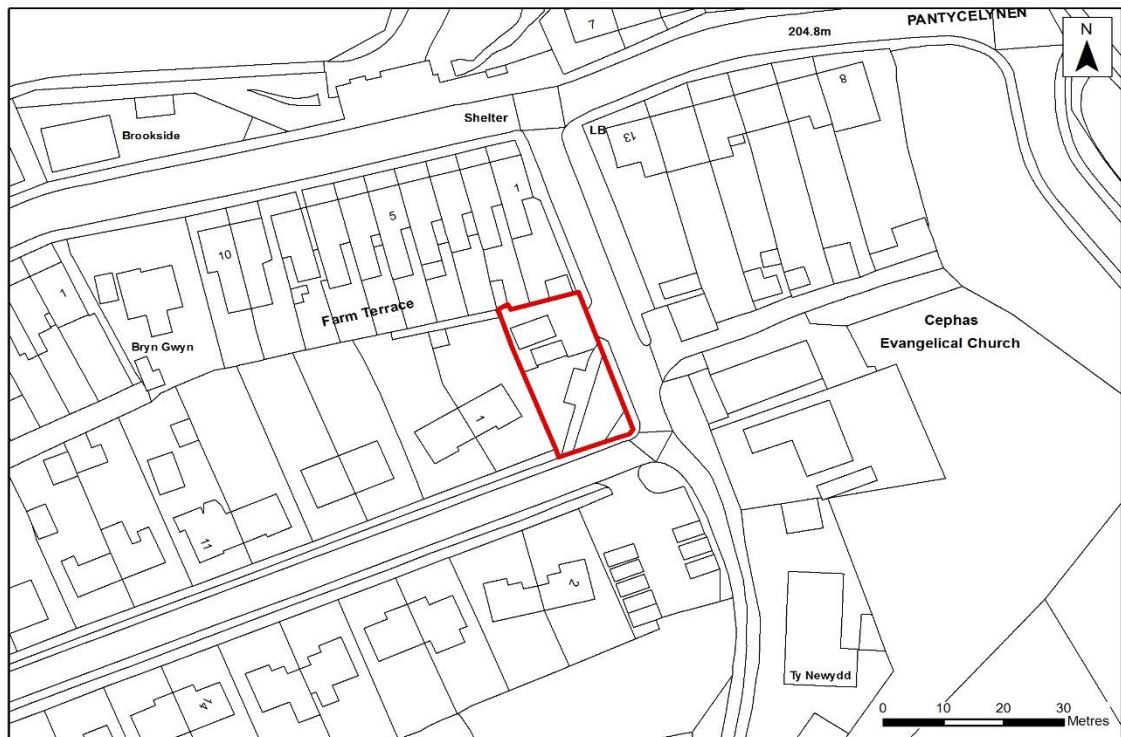 PANTYCELYNEN
7
204.8m
N
8
Shelter
Brookside
LB
13
1
5
10
Farm Terrace
1
Bryn Gwyn
Cephas
Evangelical Church
1
11
2
14
Ty Newydd
0 10 20 30
Metres